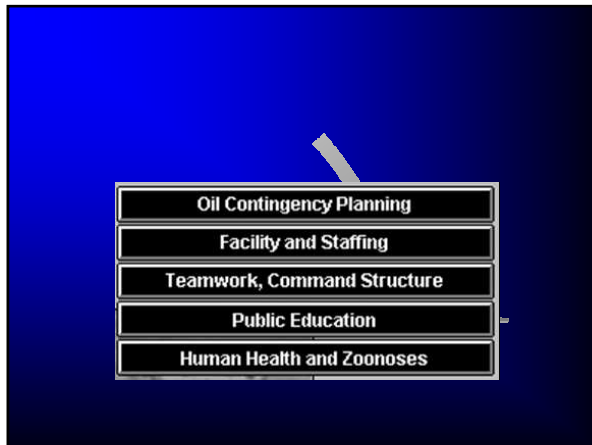 Oil Contingency Planning
Facility and Staffing
Teamwork, Command Structure
Public Education
Human Health and Zoonoses